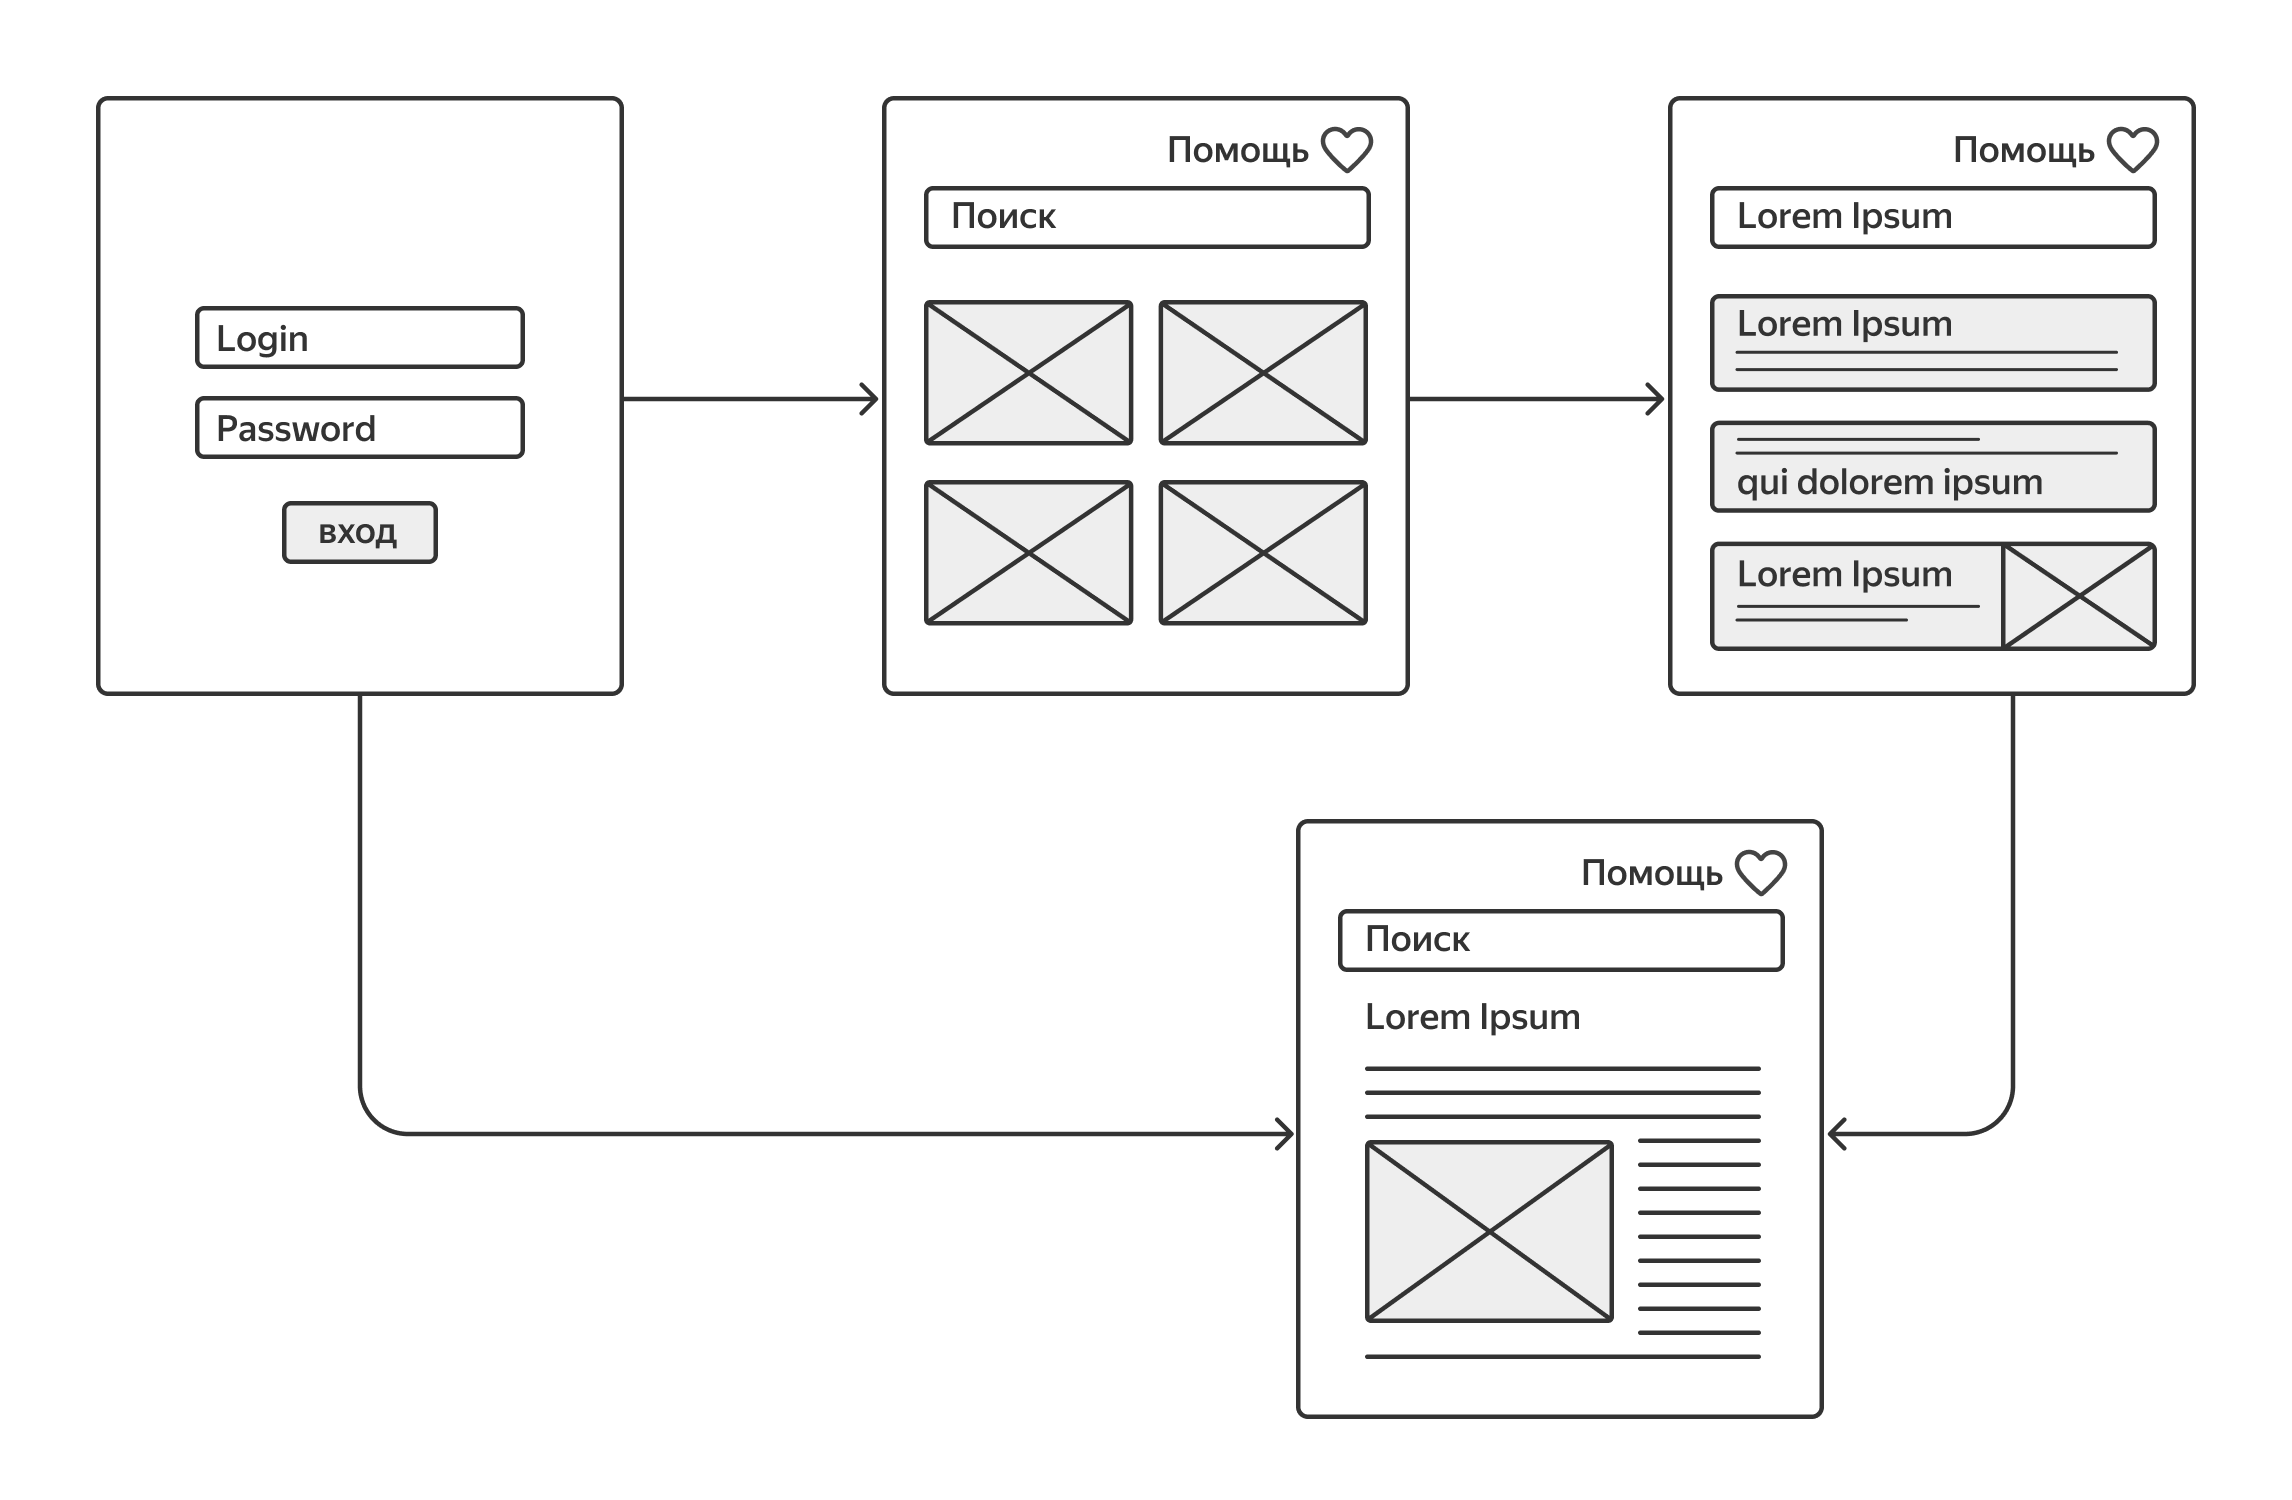 Login
Password
вход
Помощь
Поиск
Помощь
Lorem Ipsum
Lorem Ipsum
qui dolorem ipsum
Lorem Ipsum
Помощь
Поиск
Lorem Ipsum